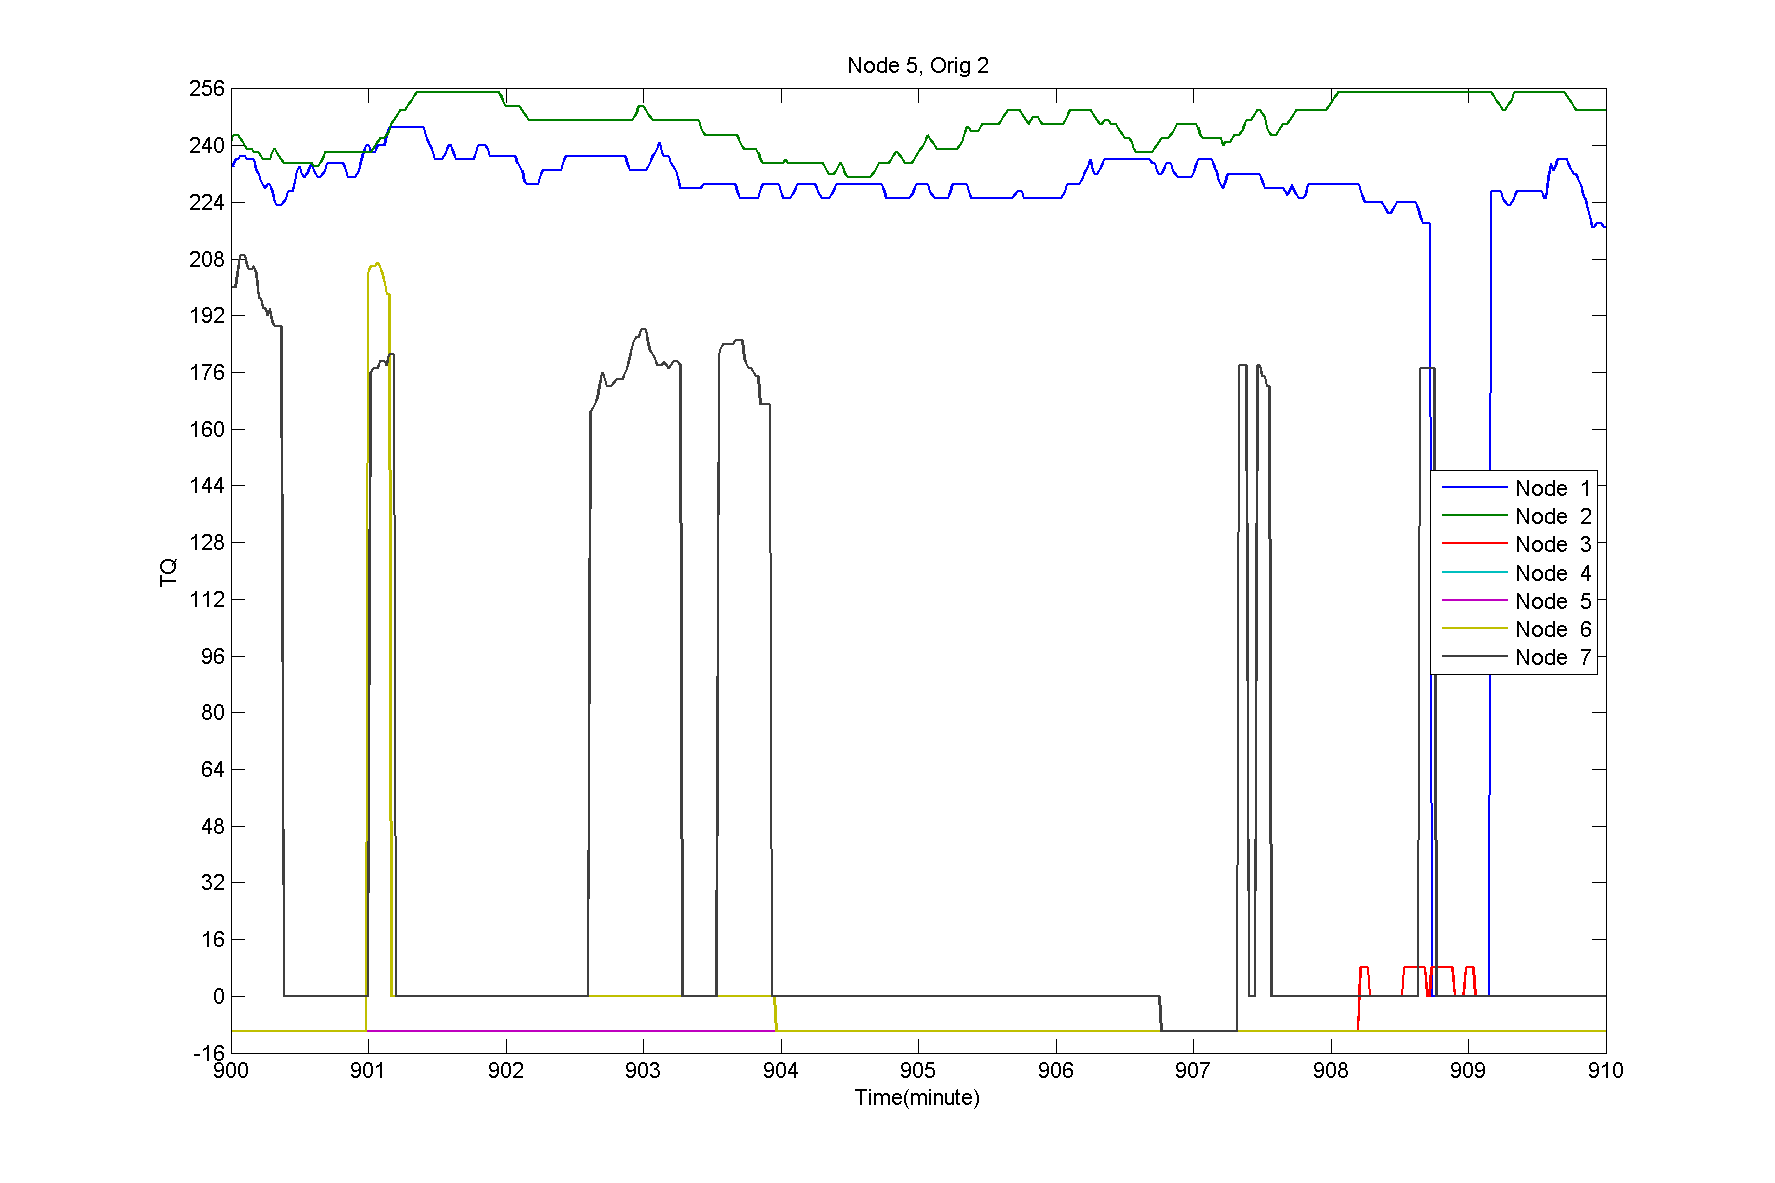 Node 5, Orig 2
256
240
224
208
192
176
160
144
128
112
96
80
64
48
32
16
0
-16
TQ
Node 1
Node 2
Node 3
Node 4
Node 5
Node 6
Node 7
900 901 902 903 904 905 906 907 908 909 910
Time(minute)